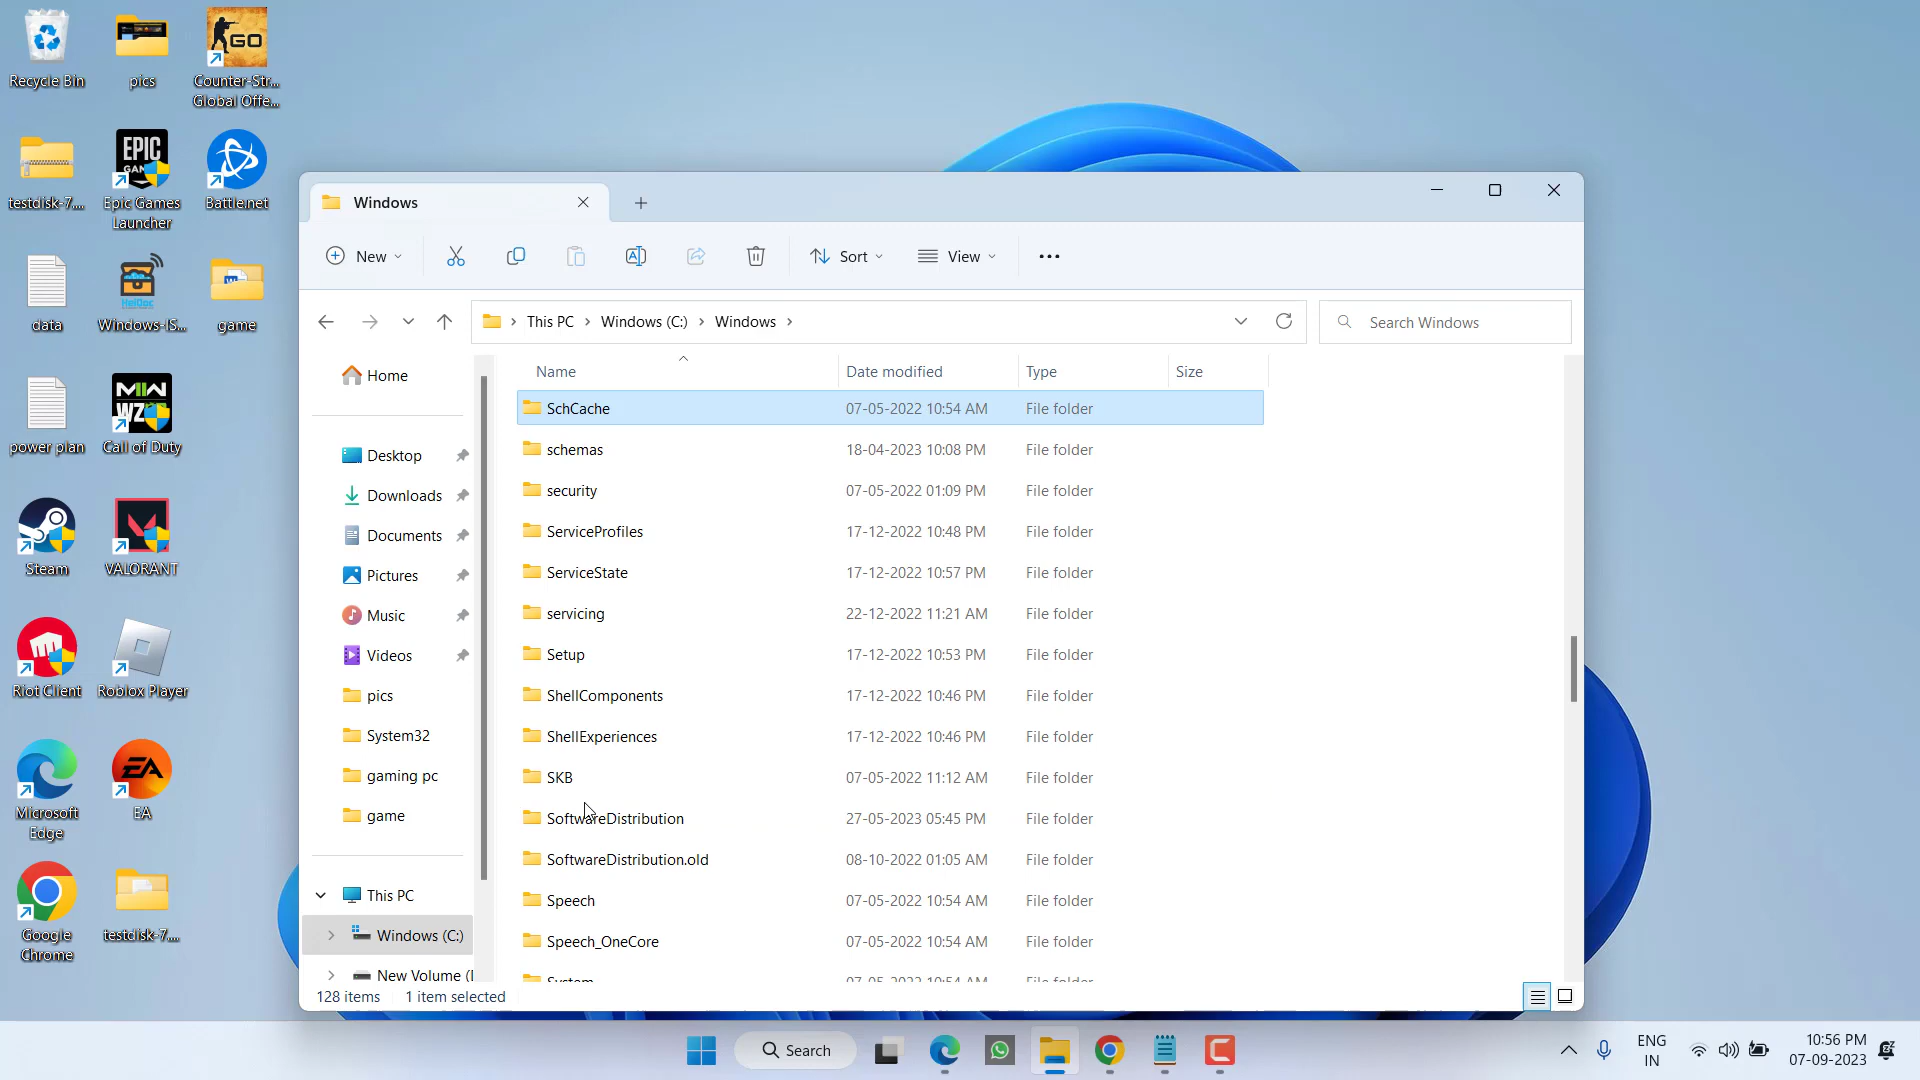 Recycle Bin
pics
Counter-Str...
Global Offe...
GO
testdisk-7....
EPIC
Epic Games
Launcher
Battle.net
data
HeiDoc
Windows-IS...
game
power plan
Call of Duty
Steam
VALORANT
Riot Client
Roblox Player
Microsoft
Edge
EA
EA
Google
Chrome
testdisk-7....
Windows
New
Sort
View
This PC
Windows (C:)
Windows
Search Windows
Home
Desktop
Downloads
Documents
Pictures
Music
Videos
pics
System32
gaming pc
game
This PC
Windows (C:)
New Volume (
Name Date modified Type Size
SchCache 07-05-2022 10:54 AM File folder
schemas 18-04-2023 10:08 PM File folder
security 07-05-2022 01:09 PM File folder
ServiceProfiles 17-12-2022 10:48 PM File folder
ServiceState 17-12-2022 10:57 PM File folder
servicing 22-12-2022 11:21 AM File folder
Setup 17-12-2022 10:53 PM File folder
ShellComponents 17-12-2022 10:46 PM File folder
ShellExperiences 17-12-2022 10:46 PM File folder
SKB 07-05-2022 11:12 AM File folder
SoftwareDistribution 27-05-2023 05:45 PM File folder
SoftwareDistribution.old 08-10-2022 01:05 AM File folder
Speech 07-05-2022 10:54 AM File folder
Speech_OneCore 07-05-2022 10:54 AM File folder
System 07-05-2022 10:54 AM File folder
128 items 1 item selected
Search
ENG
IN
10:56 PM
07-09-2023